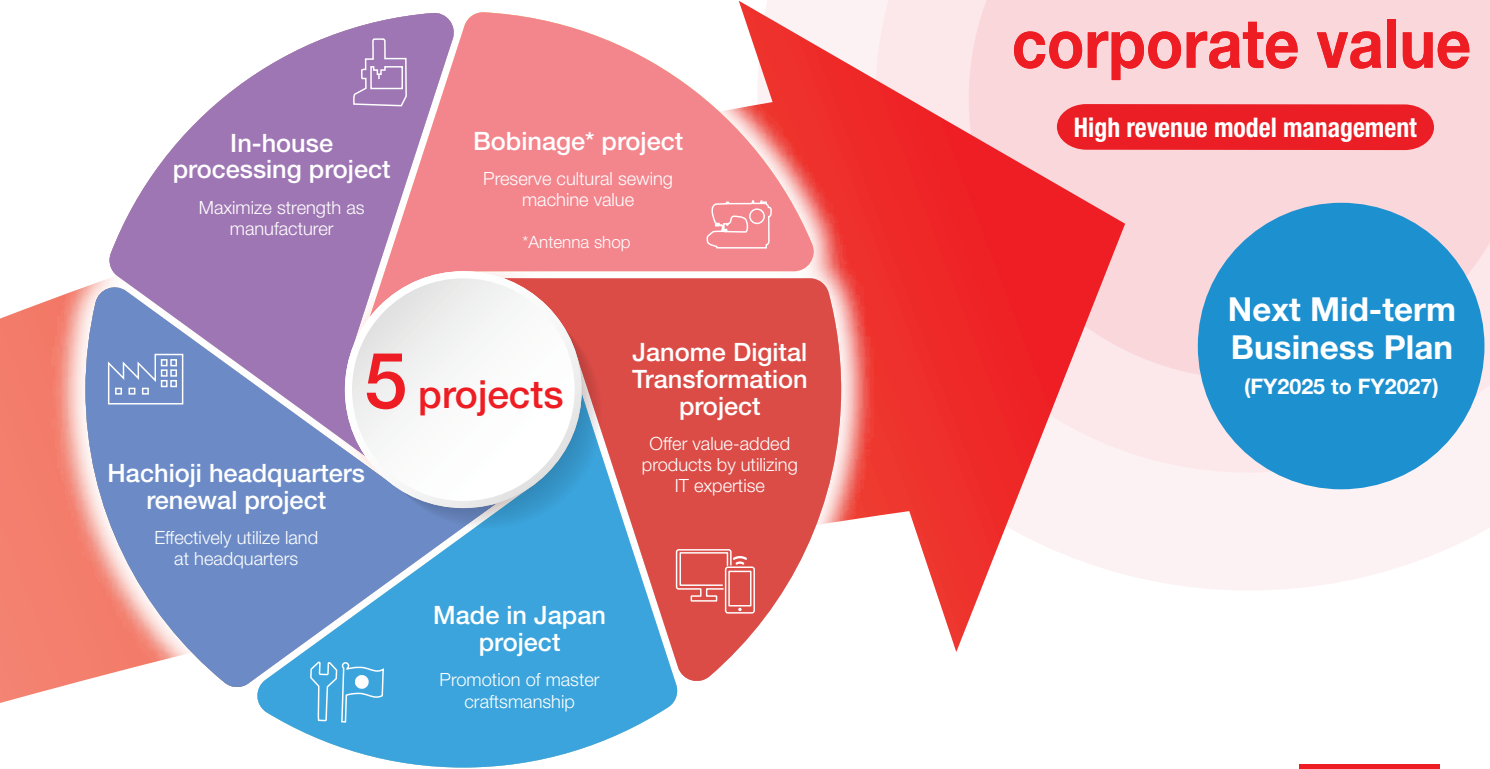 corporate value
High revenue model management
In-house
processing project
Maximize strength as
manufacturer
Bobinage* project
Preserve cultural sewing
machine value
*Antenna shop
Janome Digital
Transformation
project
Offer value-added
products by utilizing
IT expertise
Made in Japan
project
Promotion of master
craftsmanship
Hachioji headquarters
renewal project
Effectively utilize land
at headquarters
5 projects
Next Mid-term
Business Plan
(FY2025 to FY2027)